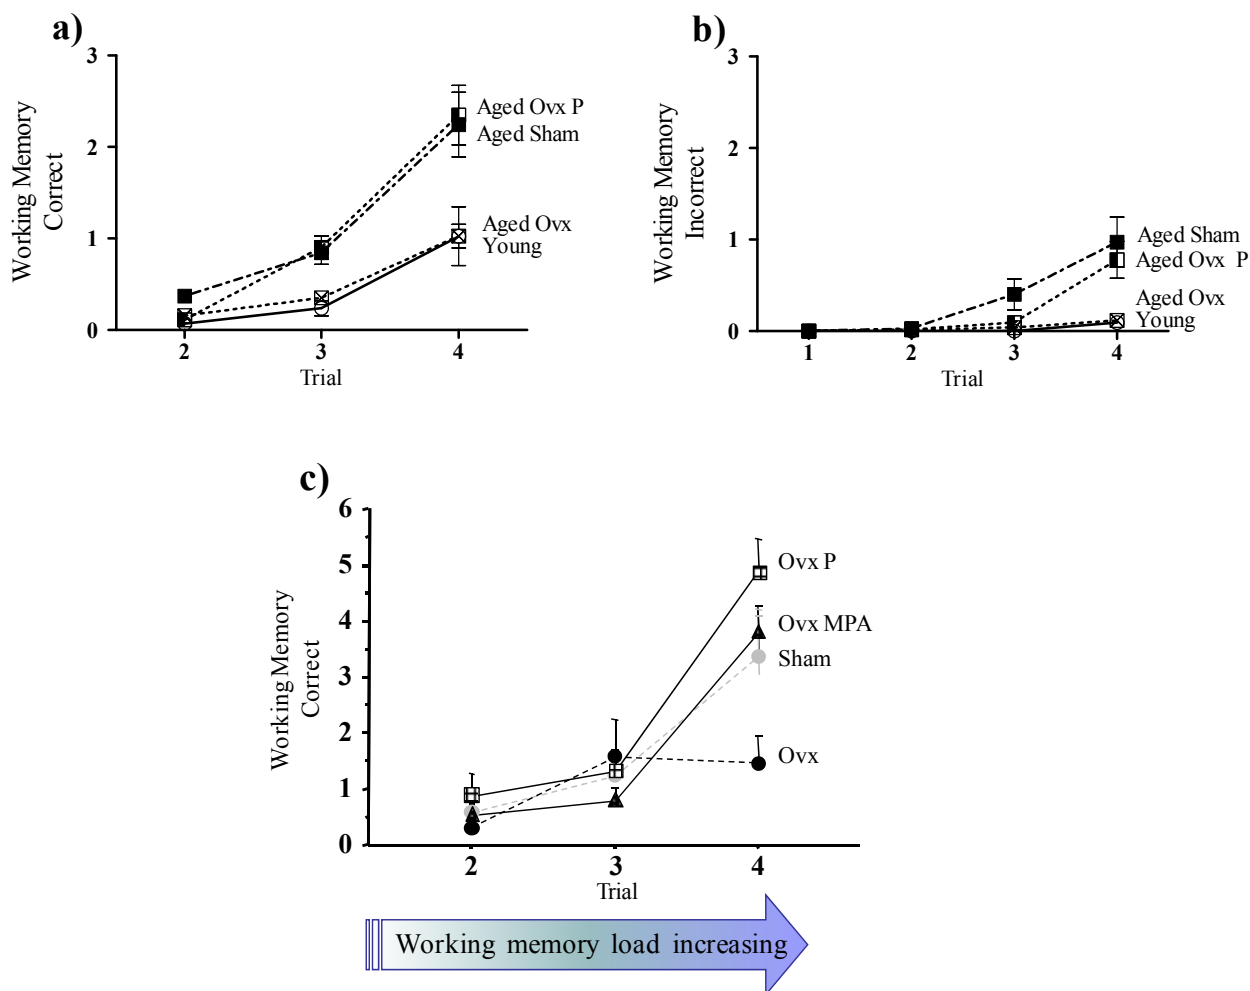 a)
Working Memory
Correct
3
2
1
0
2
3
4
Trial
Aged Ovx P
Aged Sham
Aged Ovx
Young
b)
Working Memory
Incorrect
3
2
1
0
1
2
3
4
Trial
Aged Sham
Aged Ovx P
Aged Ovx
Young
c)
Working Memory
Correct
6
5
4
3
2
1
0
2
3
4
Trial
Ovx P
Ovx MPA
Sham
Ovx
Working memory load increasing